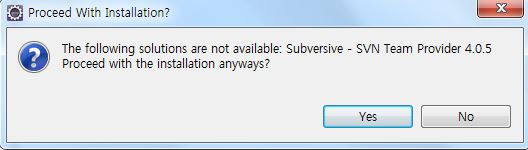 Proceed With Installation?
The following solutions are not available: Subversive - SVN Team Provider 4.0.5
Proceed with the installation anyways?
Yes
No